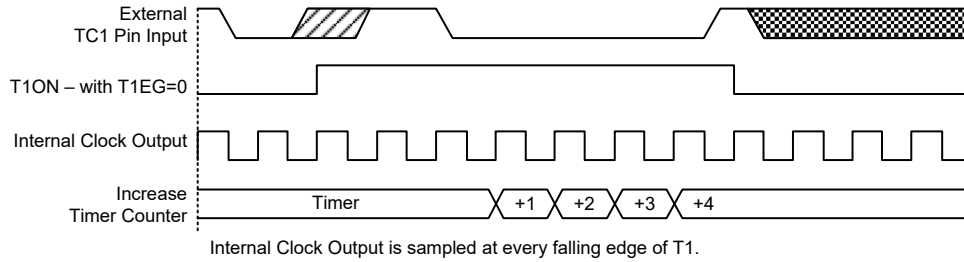 External
TC1 Pin Input
T1ON – with T1EG=0
Internal Clock Output
Increase
Timer Counter
Timer +1 +2 +3 +4
Internal Clock Output is sampled at every falling edge of T1.